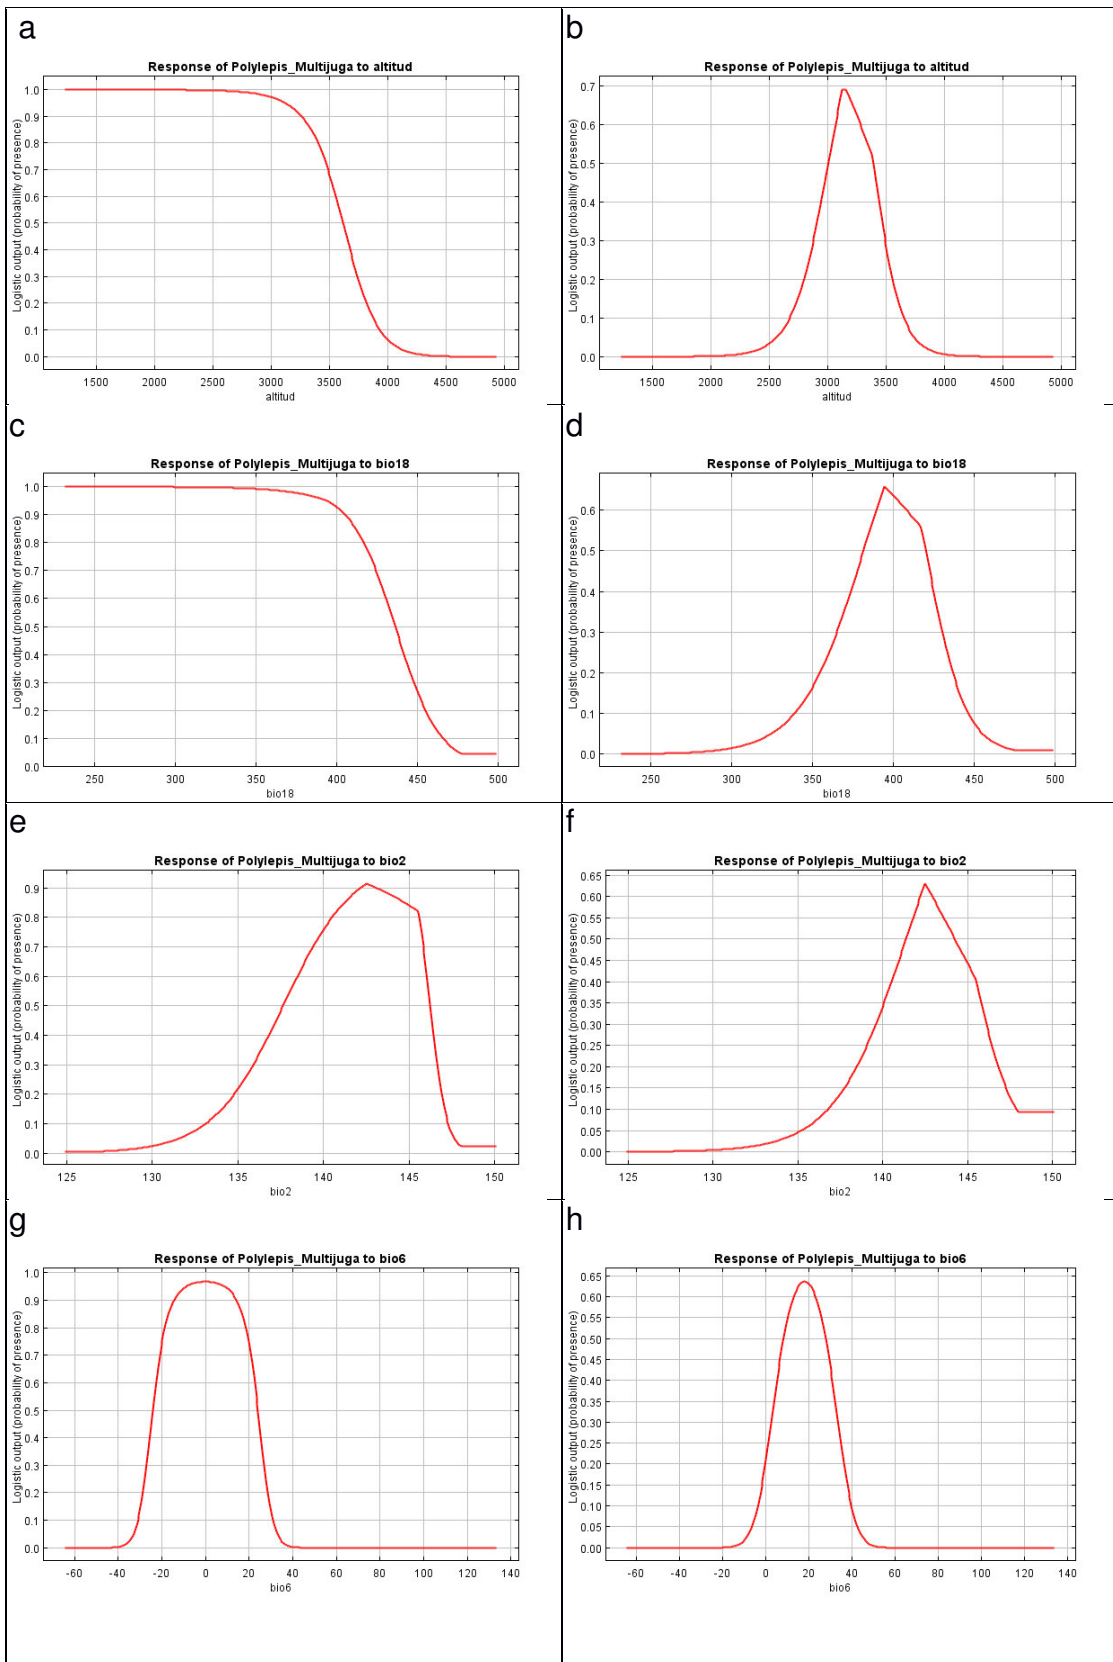 a
Response of Polylepis_Multijuga to altitud
Logistic output (probability of presence)
1.0
0.9
0.8
0.7
0.6
0.5
0.4
0.3
0.2
0.1
0.0
1500 2000 2500 3000 3500 4000 4500 5000
altitud
b
Response of Polylepis_Multijuga to altitud
Logistic output (probability of presence)
0.7
0.6
0.5
0.4
0.3
0.2
0.1
0.0
1500 2000 2500 3000 3500 4000 4500 5000
altitud
c
Response of Polylepis_Multijuga to bio18
Logistic output (probability of presence)
1.0
0.9
0.8
0.7
0.6
0.5
0.4
0.3
0.2
0.1
0.0
250 300 350 400 450 500
bio18
d
Response of Polylepis_Multijuga to bio18
Logistic output (probability of presence)
0.6
0.5
0.4
0.3
0.2
0.1
0.0
250 300 350 400 450 500
bio18
e
Response of Polylepis_Multijuga to bio2
Logistic output (probability of presence)
0.9
0.8
0.7
0.6
0.5
0.4
0.3
0.2
0.1
0.0
125 130 135 140 145 150
bio2
f
Response of Polylepis_Multijuga to bio2
Logistic output (probability of presence)
0.65
0.60
0.55
0.50
0.45
0.40
0.35
0.30
0.25
0.20
0.15
0.10
0.05
0.00
125 130 135 140 145 150
bio2
g
Response of Polylepis_Multijuga to bio6
Logistic output (probability of presence)
1.0
0.9
0.8
0.7
0.6
0.5
0.4
0.3
0.2
0.1
0.0
-60 -40 -20 0 20 40 60 80 100 120 140
bio6
h
Response of Polylepis_Multijuga to bio6
Logistic output (probability of presence)
0.65
0.60
0.55
0.50
0.45
0.40
0.35
0.30
0.25
0.20
0.15
0.10
0.05
0.00
-60 -40 -20 0 20 40 60 80 100 120 140
bio6